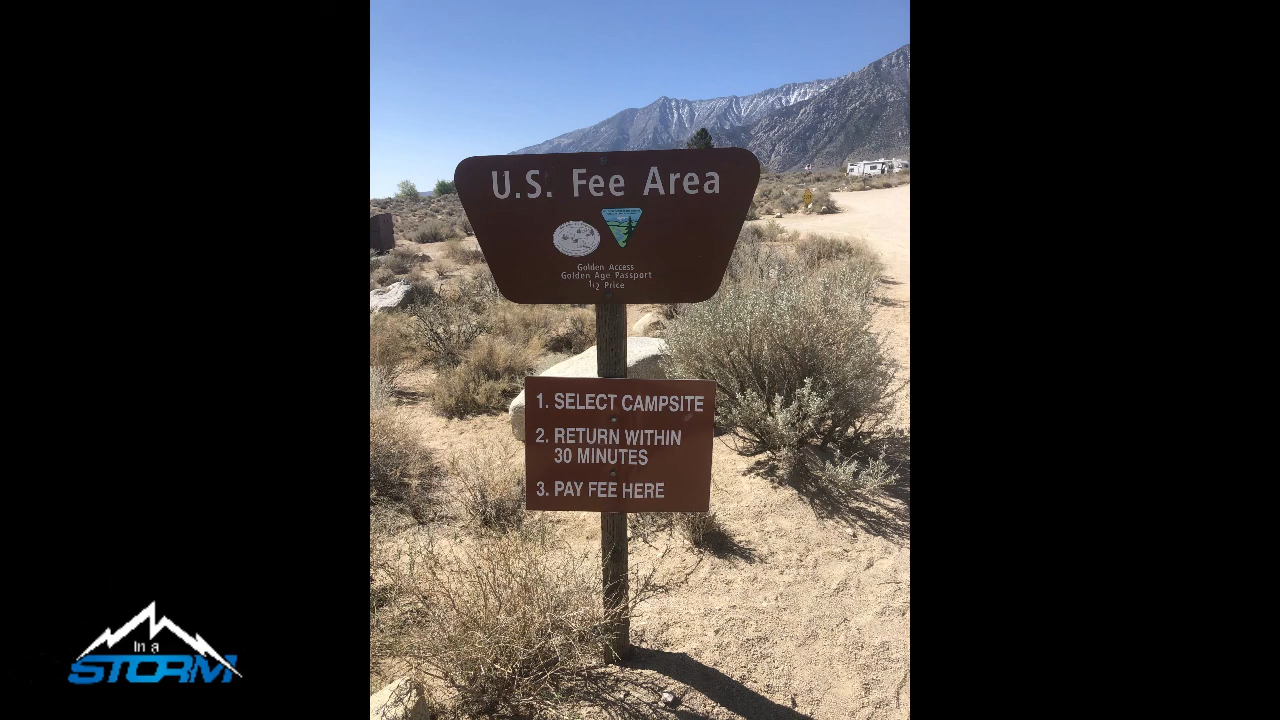 U.S. Fee Area
Golden Access
Golden Age Passport
1/2 Price
1. SELECT CAMPSITE
2. RETURN WITHIN
30 MINUTES
3. PAY FEE HERE
In a
STORM